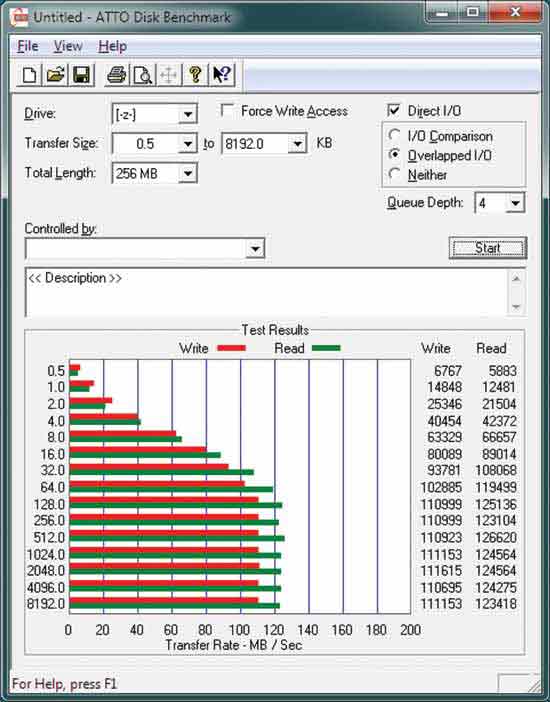 Untitled - ATTO Disk Benchmark
File View Help
Drive: [-z-] Force Write Access Direct I/O
Transfer Size: 0.5 to 8192.0 KB I/O Comparison
Overlapped I/O
Total Length: 256 MB Neither
Queue Depth: 4
Controlled by:
Start
<< Description >>
Test Results
Write Read Write Read
0.5 6767 5883
1.0 14848 12481
2.0 25346 21504
4.0 40454 42372
8.0 63329 66657
16.0 80089 89014
32.0 93781 108068
64.0 102885 119499
128.0 110999 125136
256.0 110999 123104
512.0 110923 126620
1024.0 111153 124564
2048.0 111615 124564
4096.0 110695 124275
8192.0 111153 123418
0 20 40 60 80 100 120 140 160 180 200
Transfer Rate - MB / Sec
For Help, press F1